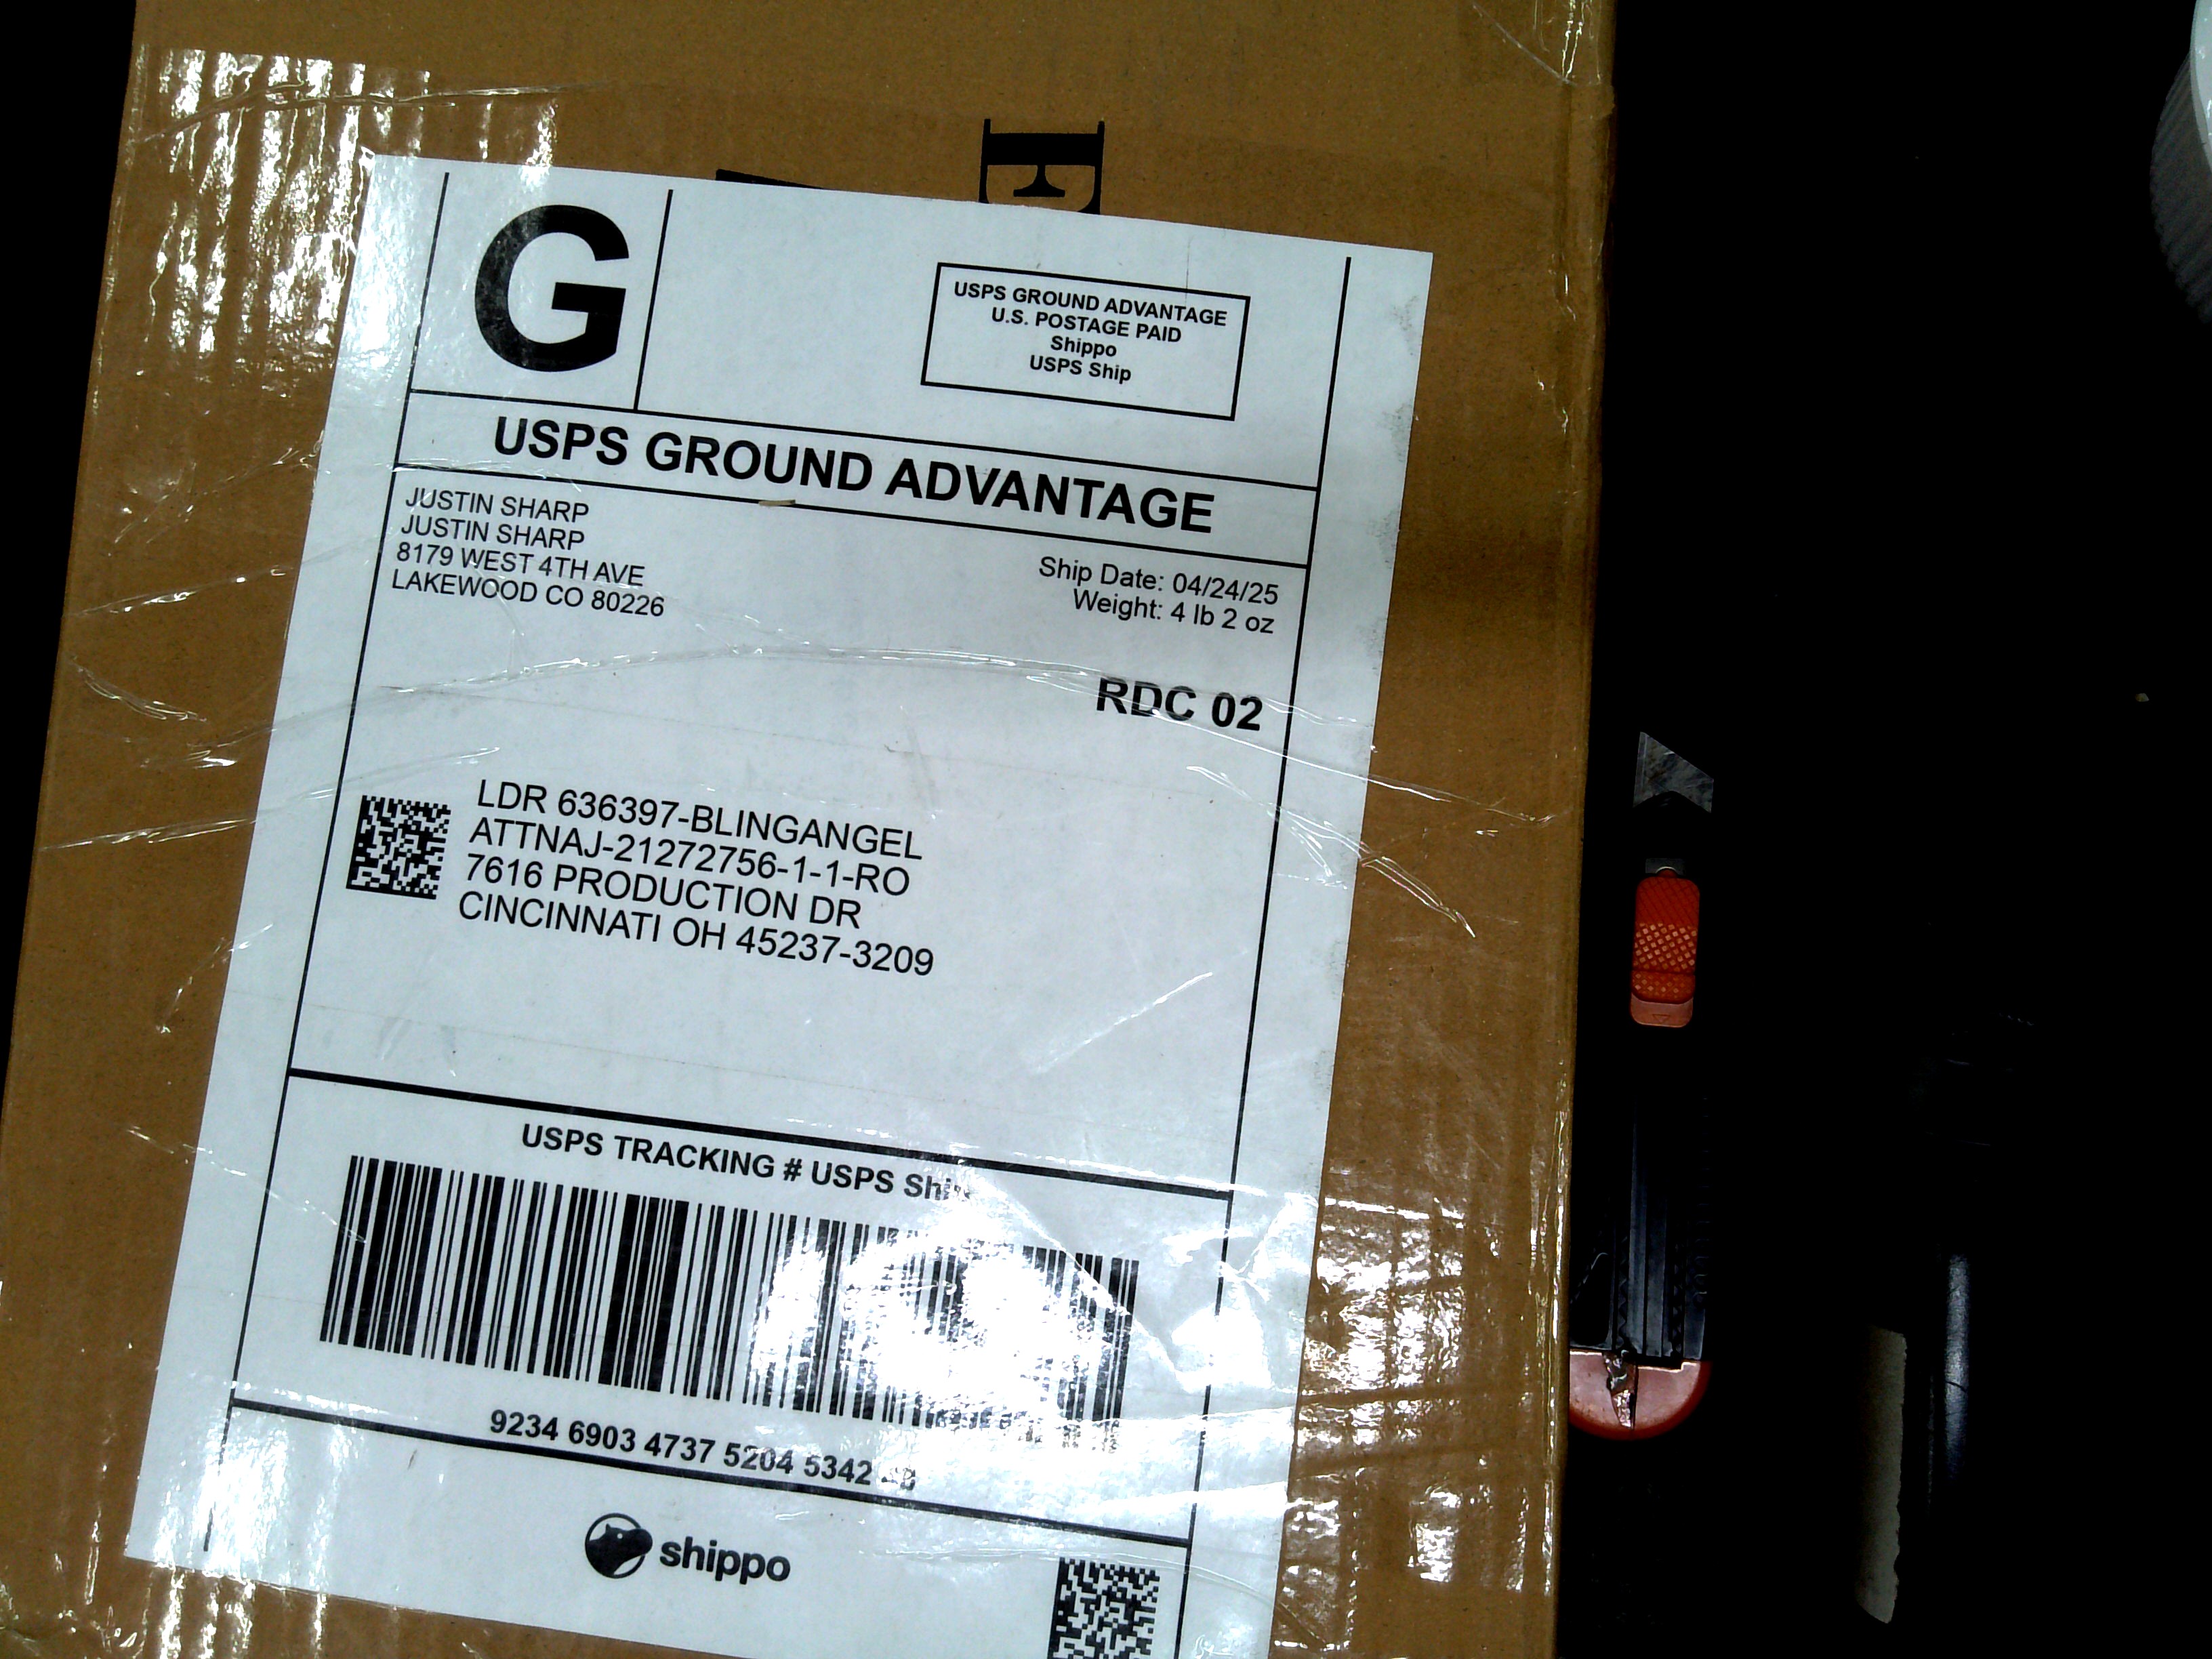 G
USPS GROUND ADVANTAGE
U.S. POSTAGE PAID
Shippo
USPS Ship
USPS GROUND ADVANTAGE
JUSTIN SHARP
JUSTIN SHARP
8179 WEST 4TH AVE
LAKEWOOD CO 80226
Ship Date: 04/24/25
Weight: 4 lb 2 oz
RDC 02
LDR 636397-BLINGANGEL
ATTNAJ-21272756-1-1-RO
7616 PRODUCTION DR
CINCINNATI OH 45237-3209
USPS TRACKING # USPS Ship
9234 6903 4737 5204 5342
shippo